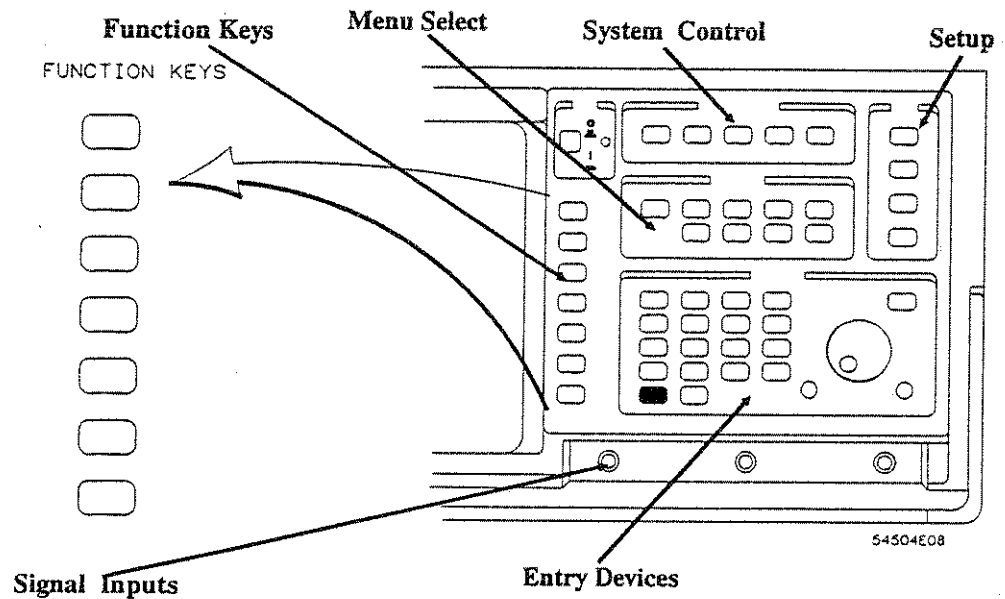 Function Keys
Menu Select
System Control
Setup
FUNCTION KEYS
54504E08
Signal Inputs
Entry Devices